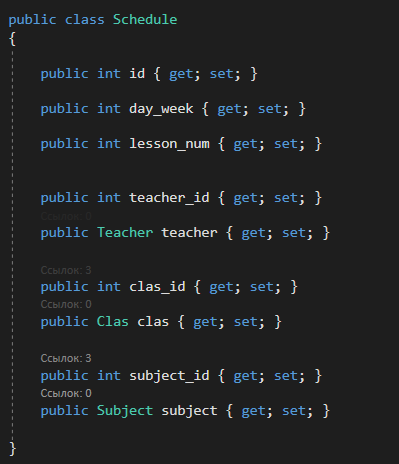 public class Schedule
{
public int id { get; set; }
public int day_week { get; set; }
public int lesson_num { get; set; }
public int teacher_id { get; set; }
Ссылок: 0
public Teacher teacher { get; set; }
Ссылок: 3
public int clas_id { get; set; }
Ссылок: 0
public Clas clas { get; set; }
Ссылок: 3
public int subject_id { get; set; }
Ссылок: 0
public Subject subject { get; set; }
}